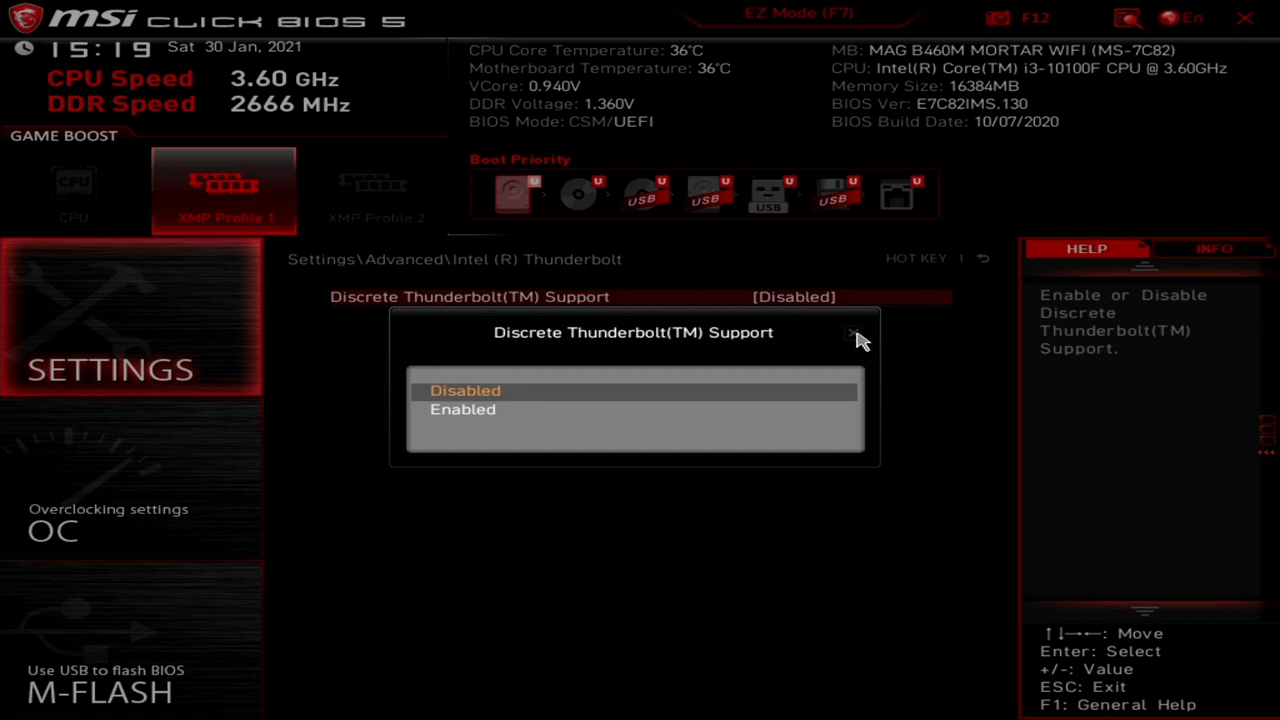 msi CLICK BIOS 5
EZ Mode (F7)
F12
En
15:19 Sat 30 Jan, 2021
CPU Speed 3.60 GHz
DDR Speed 2666 MHz
CPU Core Temperature: 36°C
Motherboard Temperature: 36°C
VCore: 0.940V
DDR Voltage: 1.360V
BIOS Mode: CSM/UEFI
MB: MAG B460M MORTAR WIFI (MS-7C82)
CPU: Intel(R) Core(TM) i3-10100F CPU @ 3.60GHz
Memory Size: 16384MB
BIOS Ver: E7C82IMS.130
BIOS Build Date: 10/07/2020
GAME BOOST
CPU
CPU
XMP Profile 1
XMP Profile 2
Boot Priority
U U U U U U U
USB USB USB USB
SETTINGS
Overclocking settings
OC
Use USB to flash BIOS
M-FLASH
Settings\Advanced\Intel (R) Thunderbolt
HOT KEY |
Discrete Thunderbolt(TM) Support [Disabled]
Discrete Thunderbolt(TM) Support
Disabled
Enabled
HELP
INFO
Enable or Disable
Discrete
Thunderbolt(TM)
Support.
↑↓→←: Move
Enter: Select
+/-: Value
ESC: Exit
F1: General Help